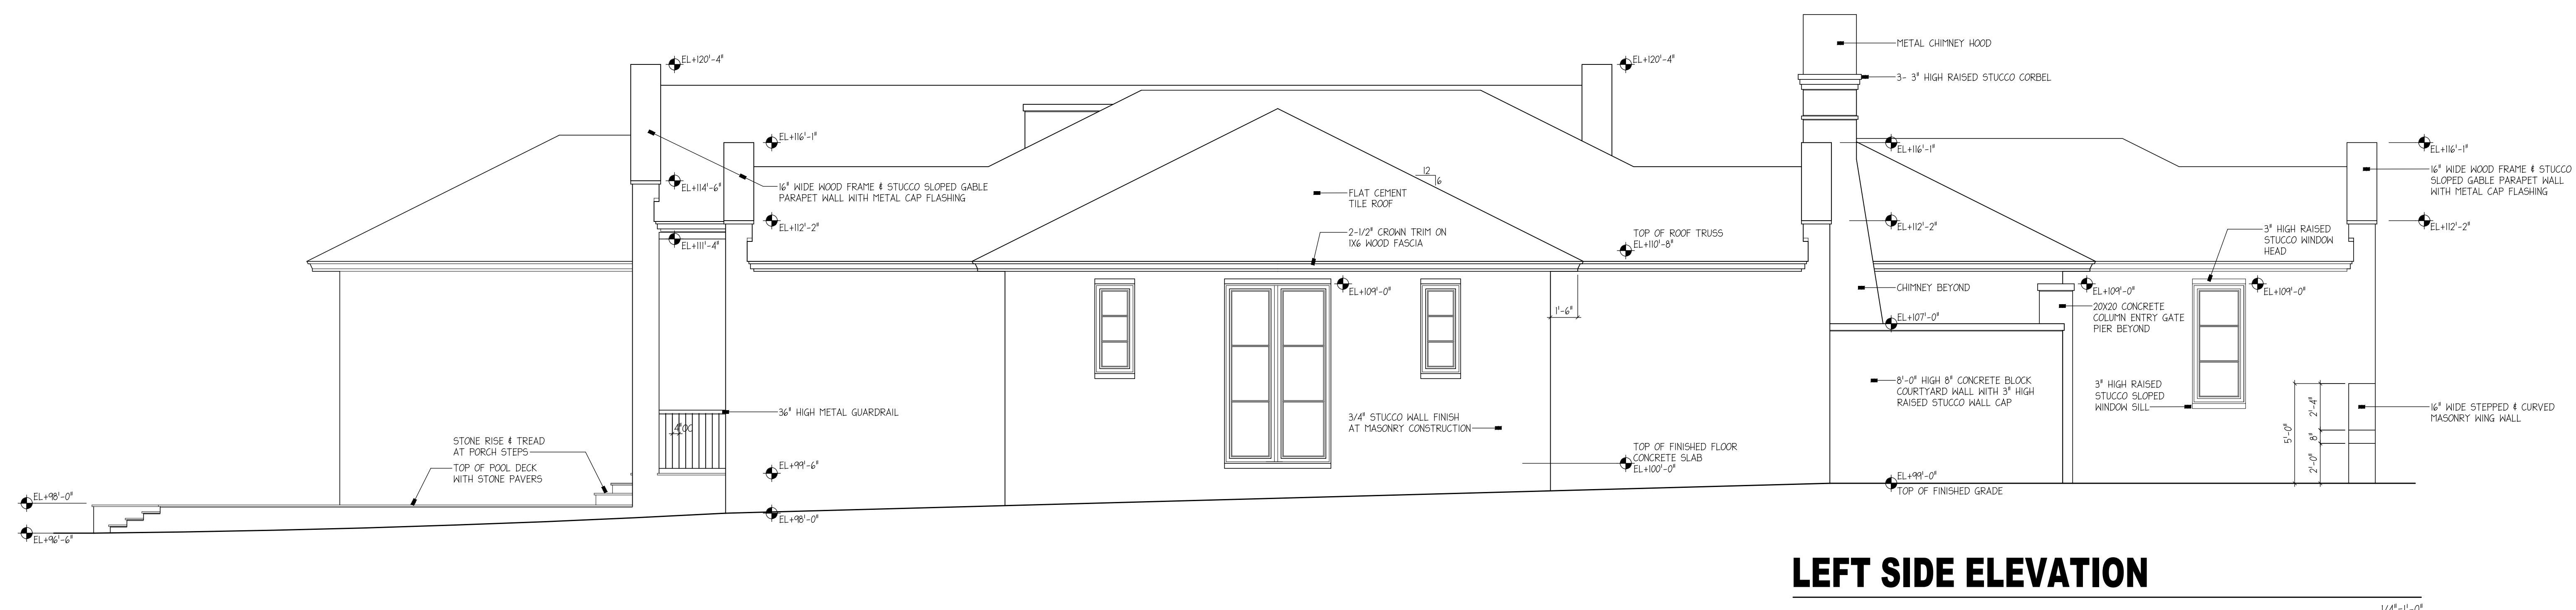 EL+120'-4"
EL+116'-1"
EL+114'-6"
16" WIDE WOOD FRAME & STUCCO SLOPED GABLE
PARAPET WALL WITH METAL CAP FLASHING
EL+112'-2"
EL+111'-4"
36" HIGH METAL GUARDRAIL
4"OC
STONE RISE & TREAD
AT PORCH STEPS
TOP OF POOL DECK
WITH STONE PAVERS
EL+99'-6"
EL+98'-0"
EL+98'-0"
EL+96'-6"
12
6
FLAT CEMENT
TILE ROOF
2-1/2" CROWN TRIM ON
1X6 WOOD FASCIA
EL+109'-0"
3/4" STUCCO WALL FINISH
AT MASONRY CONSTRUCTION
EL+120'-4"
TOP OF ROOF TRUSS
EL+110'-8"
1'-6"
TOP OF FINISHED FLOOR
CONCRETE SLAB
EL+100'-0"
METAL CHIMNEY HOOD
3- 3" HIGH RAISED STUCCO CORBEL
EL+116'-1"
EL+112'-2"
CHIMNEY BEYOND
EL+107'-0"
8'-0" HIGH 8" CONCRETE BLOCK
COURTYARD WALL WITH 3" HIGH
RAISED STUCCO WALL CAP
EL+99'-0"
TOP OF FINISHED GRADE
EL+109'-0"
20X20 CONCRETE
COLUMN ENTRY GATE
PIER BEYOND
3" HIGH RAISED
STUCCO SLOPED
WINDOW SILL
3" HIGH RAISED
STUCCO WINDOW
HEAD
EL+109'-0"
5'-0"
2'-4"
8"
2'-0"
EL+116'-1"
16" WIDE WOOD FRAME & STUCCO
SLOPED GABLE PARAPET WALL
WITH METAL CAP FLASHING
EL+112'-2"
16" WIDE STEPPED & CURVED
MASONRY WING WALL
LEFT SIDE ELEVATION
1/4"-1'-0"